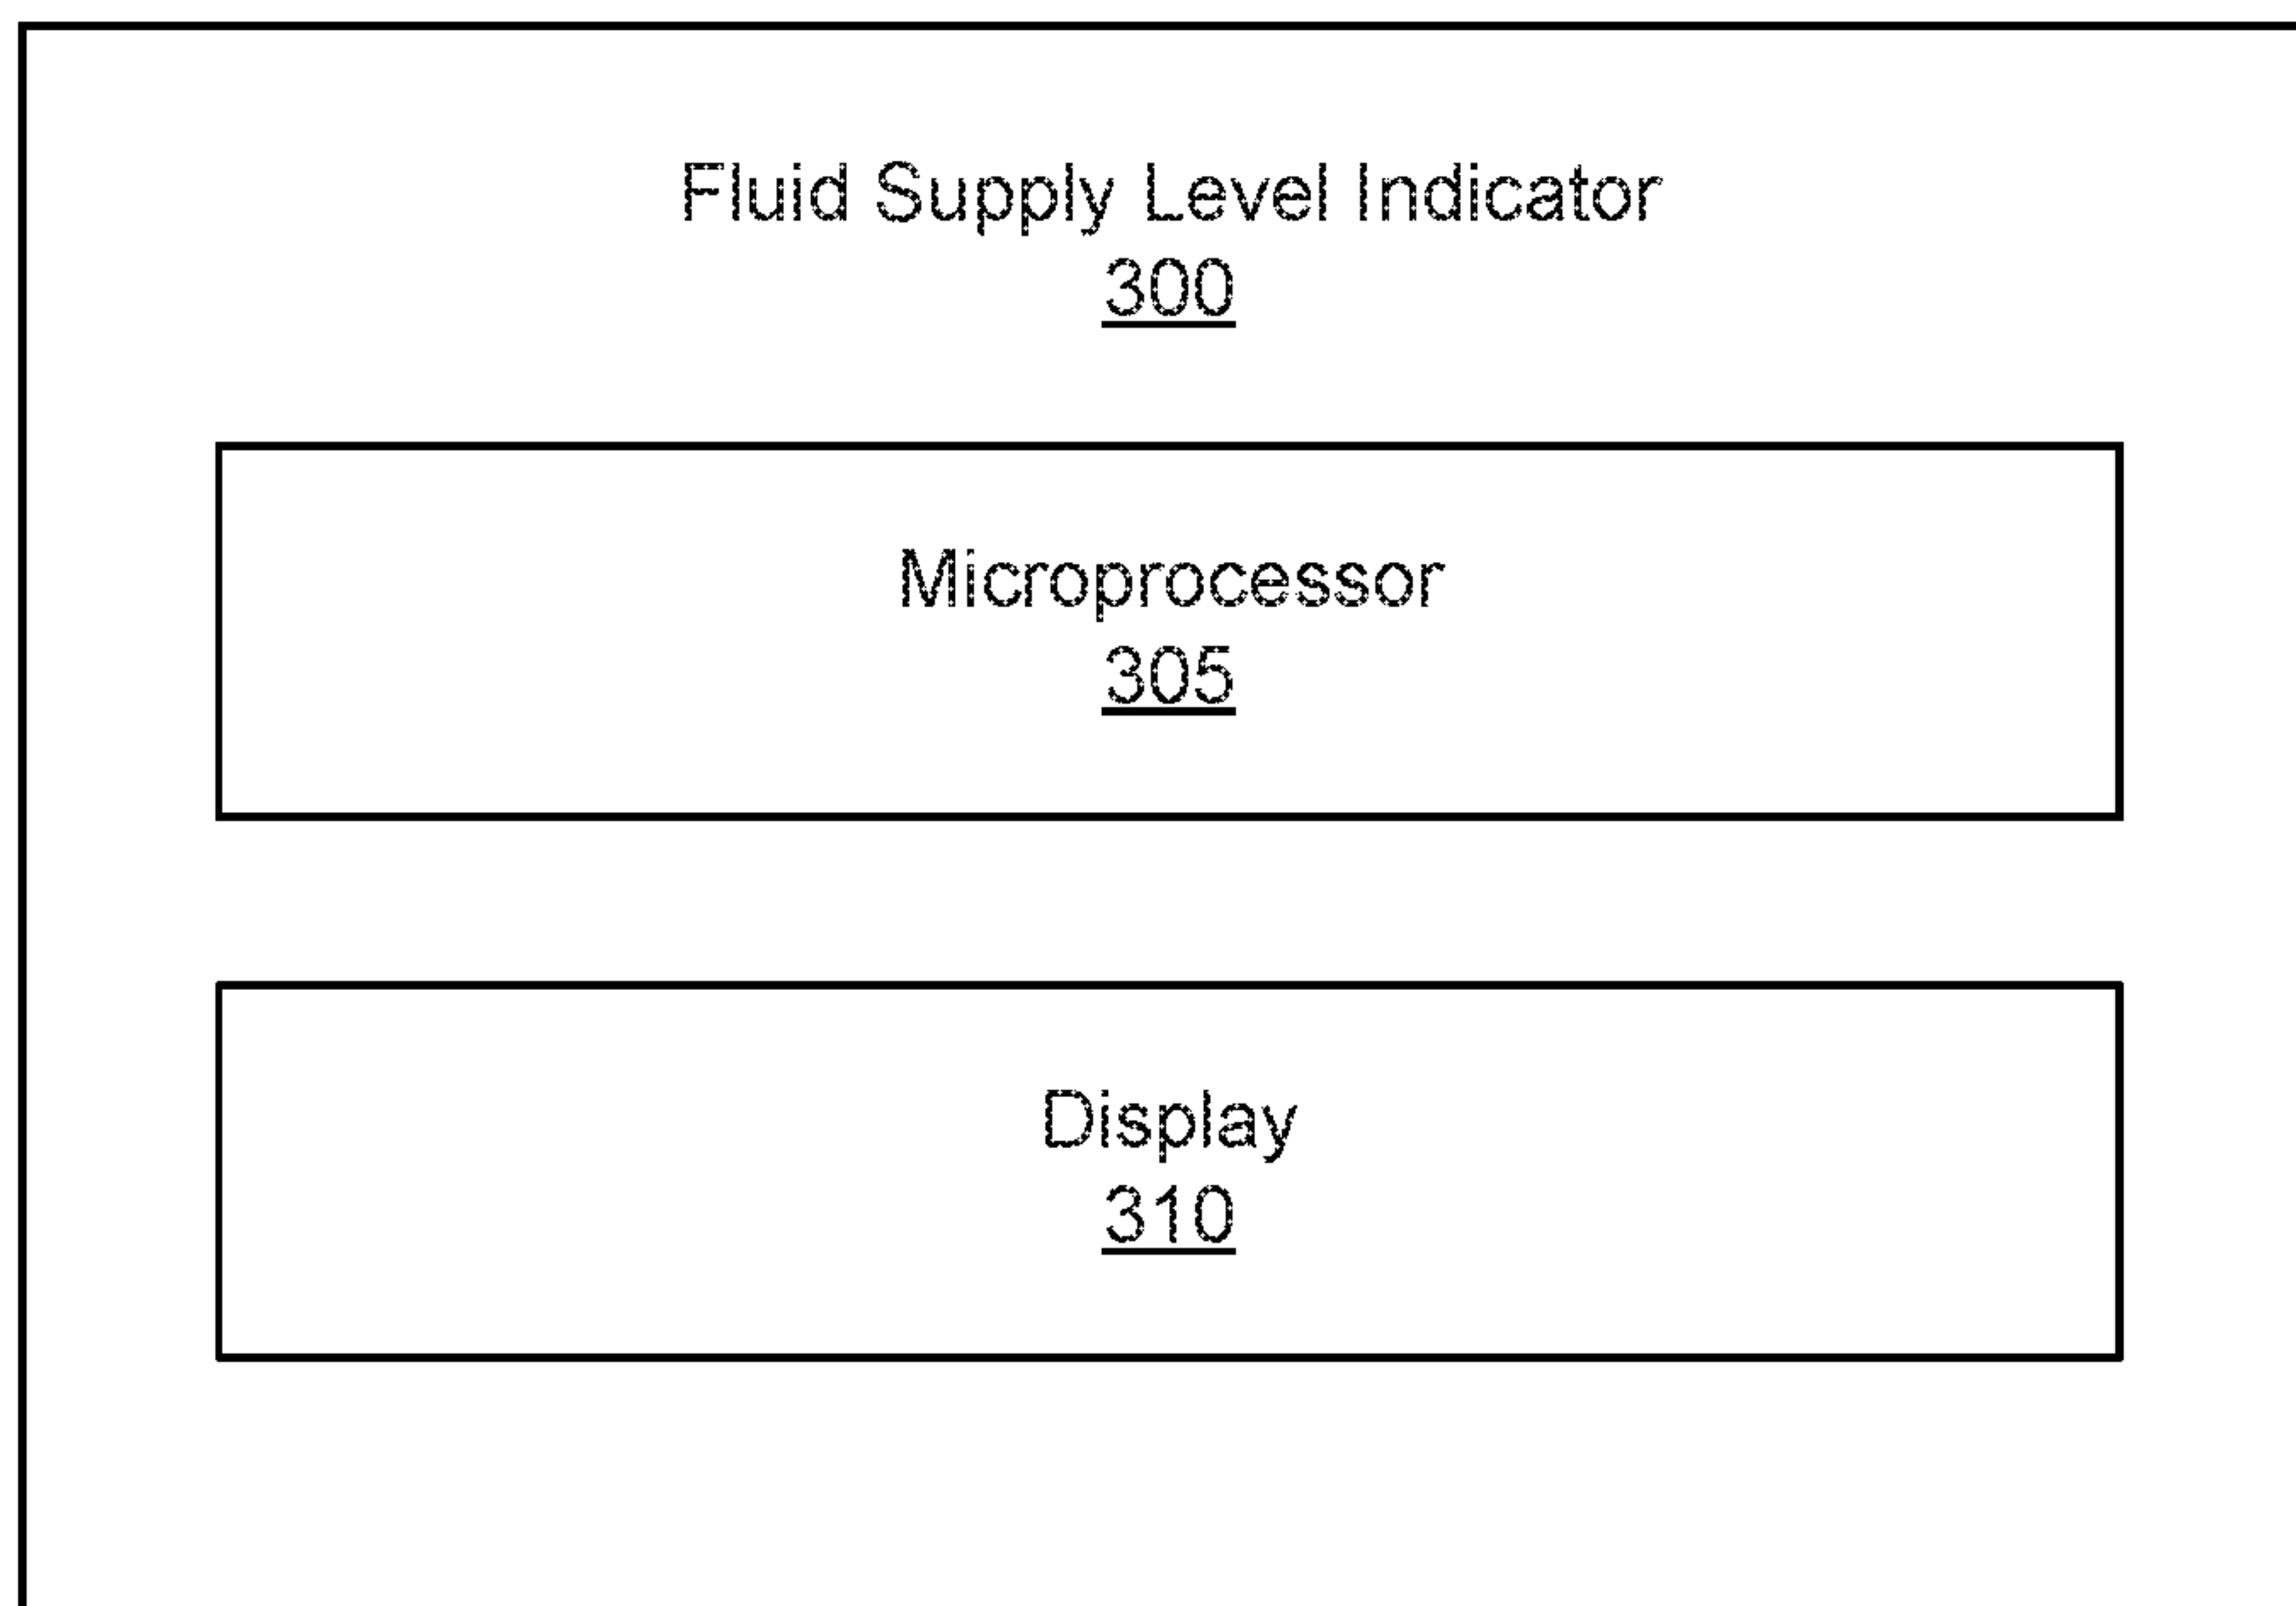 Fluid Supply Level Indicator
300
Microprocessor
305
Display
310